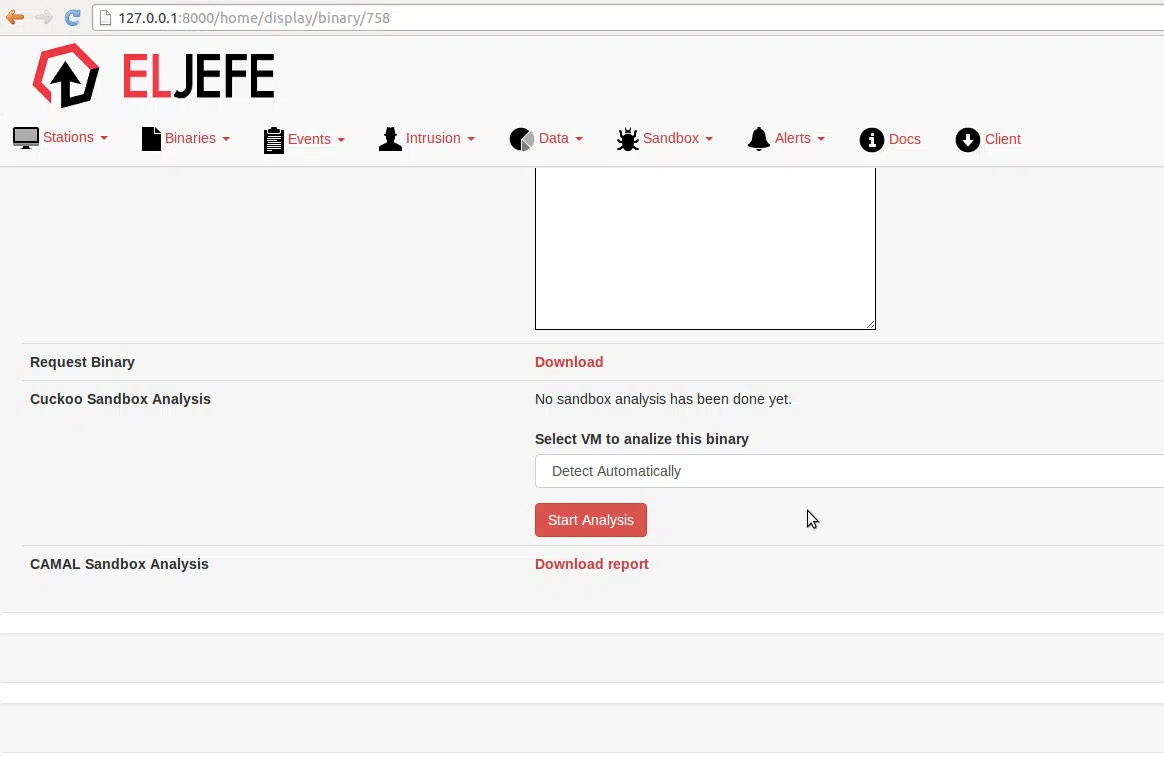 127.0.0.1:8000/home/display/binary/758
ELJEFE
Stations Binaries Events Intrusion Data Sandbox Alerts Docs Client
Request Binary Download
Cuckoo Sandbox Analysis No sandbox analysis has been done yet.
Select VM to analize this binary
Detect Automatically
Start Analysis
CAMAL Sandbox Analysis Download report